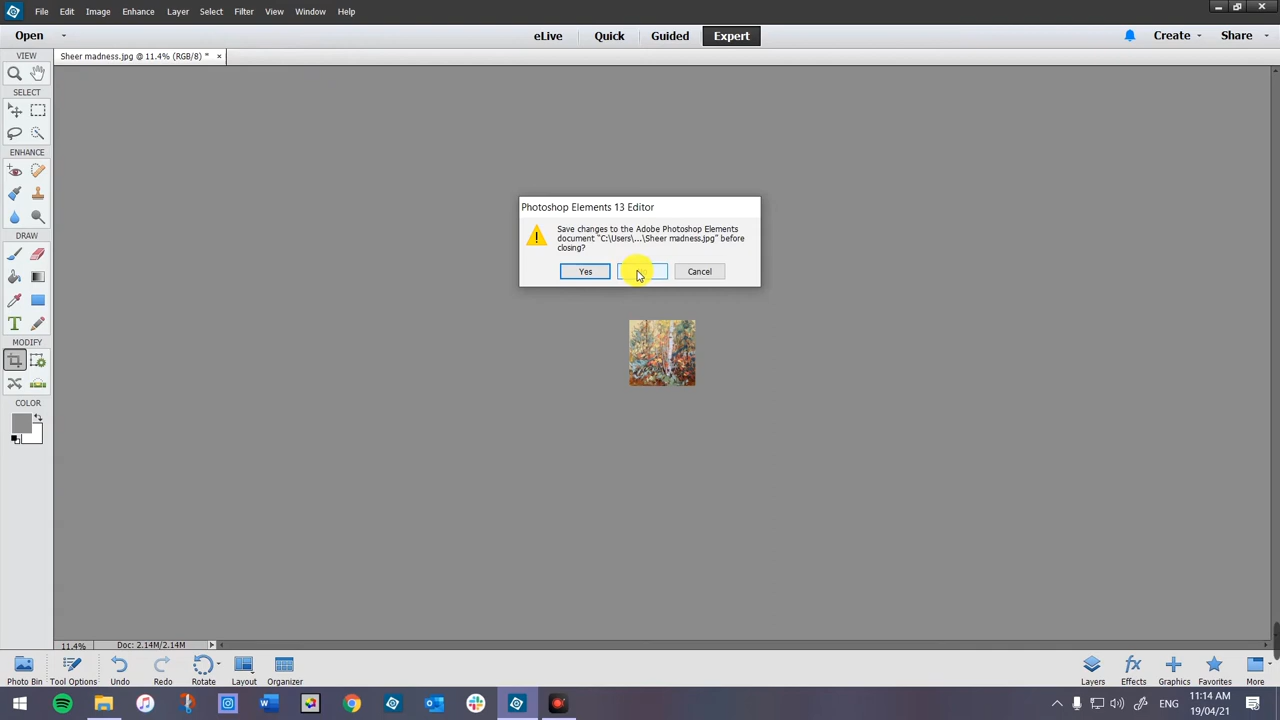 File Edit Image Enhance Layer Select Filter View Window Help
Open eLive Quick Guided Expert Create Share
VIEW Sheer madness.jpg @ 11.4% (RGB/8) * ×
SELECT
ENHANCE
DRAW
T
MODIFY
COLOR
Photoshop Elements 13 Editor
Save changes to the Adobe Photoshop Elements
document "C:\Users\...\Sheer madness.jpg" before
closing?
Yes Cancel
11.4% Doc: 2.14M/2.14M
Photo Bin Tool Options Undo Redo Rotate Layout Organizer Layers Effects Graphics Favorites More
ENG 11:14 AM
19/04/21